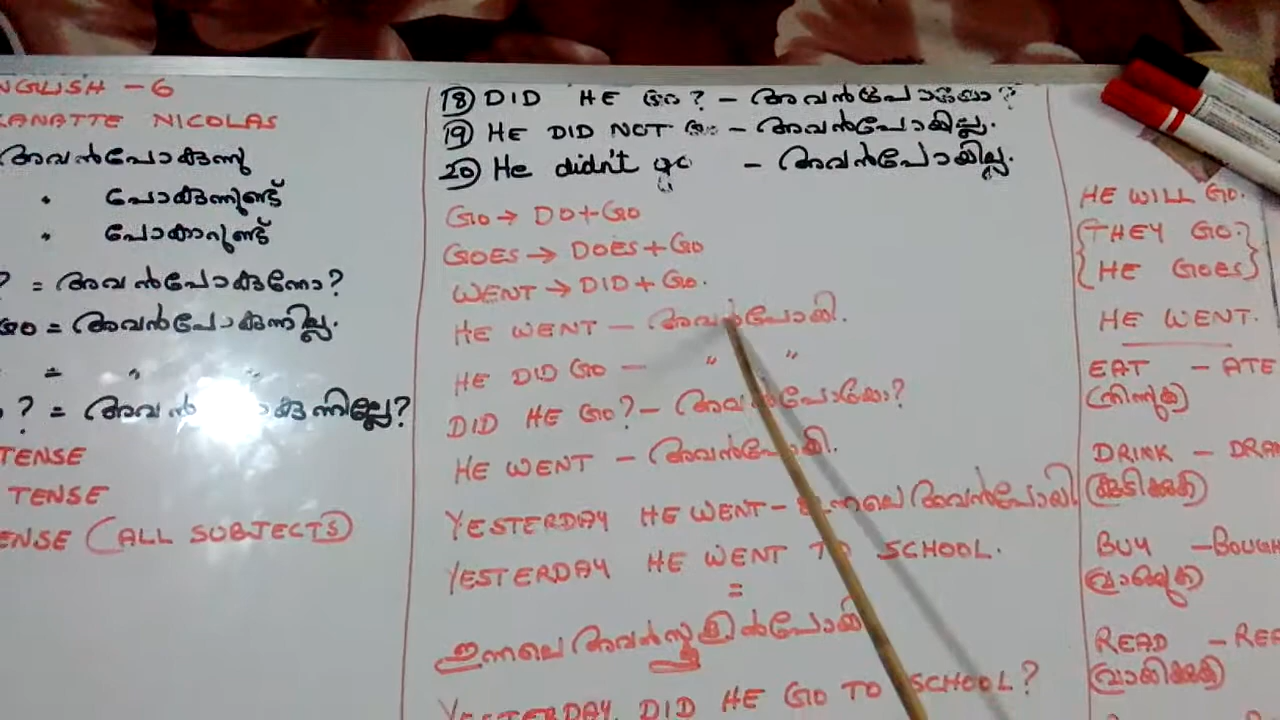 NGLISH - 6
KANATTE NICOLAS
അവൻപോകുന്നു
" പോകുന്നുണ്ട്
" പോകാറുണ്ട്
? = അവൻപോകുന്നോ?
GO = അവൻപോകുന്നില്ല.
= " "
? = അവൻ കുന്നില്ലേ?
TENSE
TENSE
ENSE (ALL SUBJECTS)
18 DID HE GO? - അവൻപോയോ?
19 HE DID NOT GO - അവൻപോയില്ല.
20 He didn't go - അവൻപോയില്ല.
GO → DO+GO
GOES → DOES+GO
WENT → DID+GO.
HE WENT - അവൻപോയി.
HE DID GO - " "
DID HE GO? - അവൻപോയോ?
HE WENT - അവൻപോയി.
YESTERDAY HE WENT - ഇന്നലെഅവൻപോയി
YESTERDAY HE WENT TO SCHOOL.
=
ഇന്നലെഅവൻസ്കൂളിൽപോയി
YESTERDAY DID HE GO TO SCHOOL?
HE WILL GO.
{THEY GO.}
{HE GOES}
HE WENT.
EAT - ATE
(തിന്നുക)
DRINK - DRA
(കുടിക്കുക)
BUY - BOUGH
(വാങ്ങുക)
READ - REA
(വായിക്കുക)